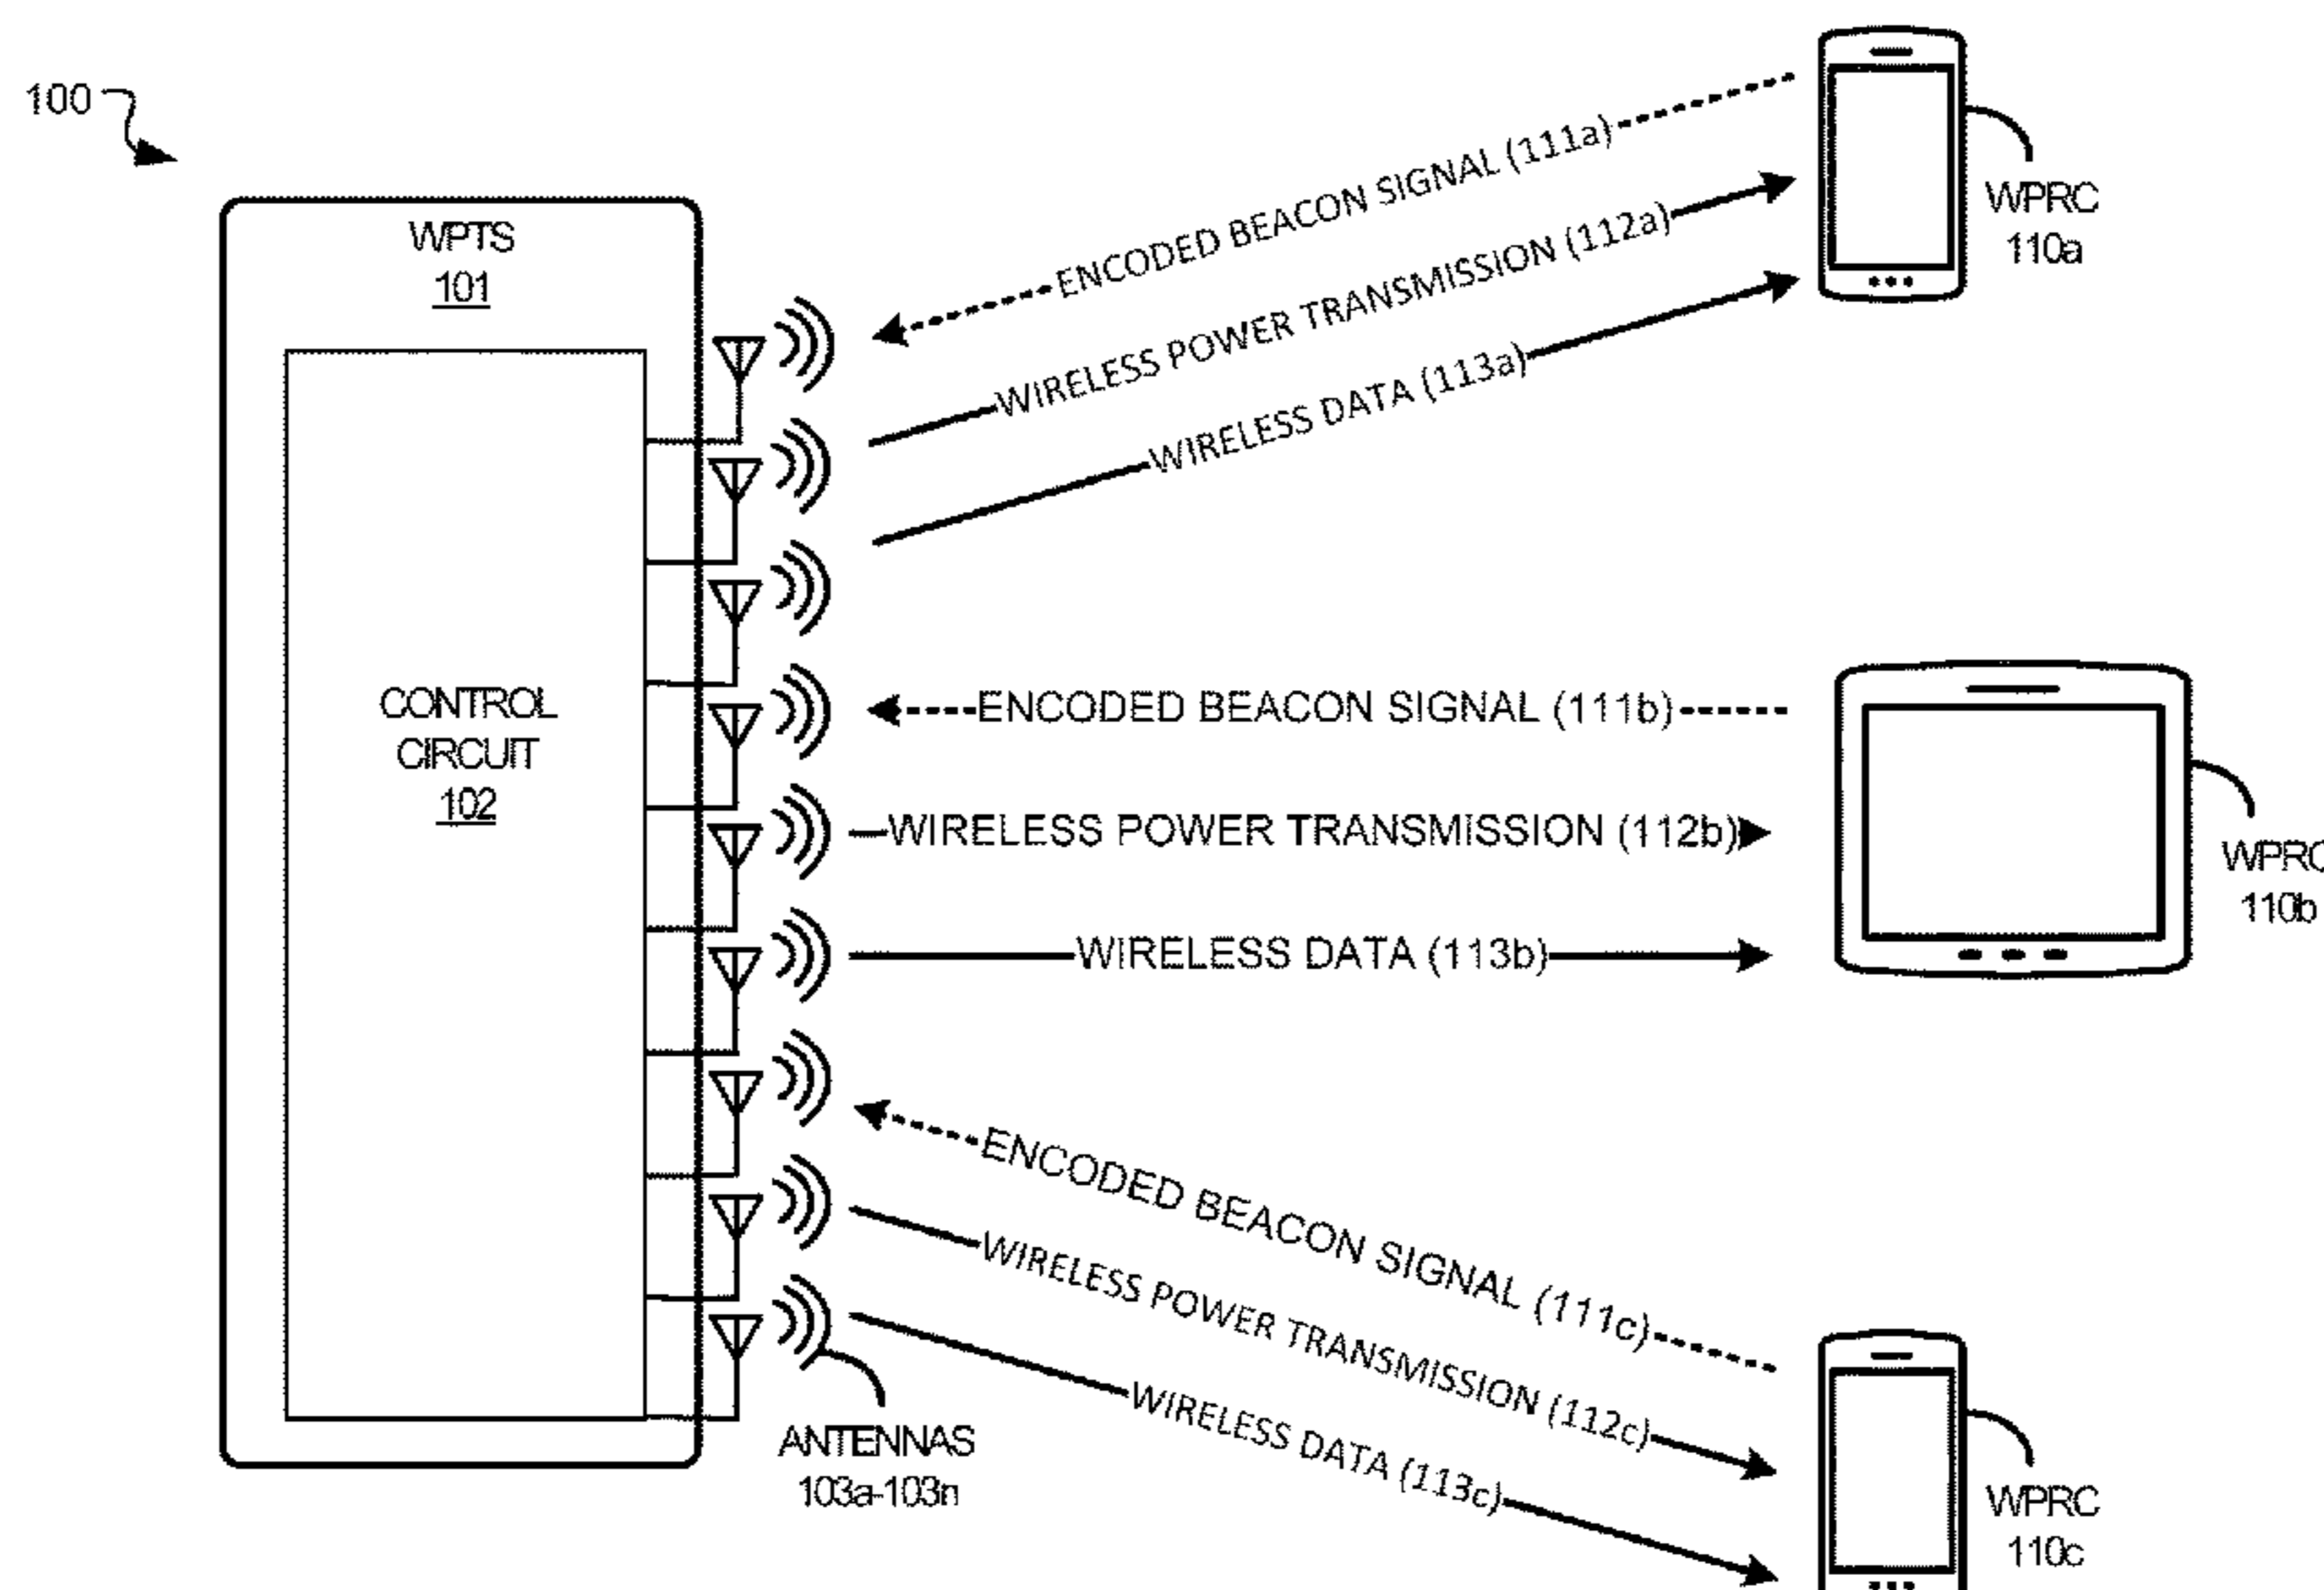 100
WPTS
101
CONTROL
CIRCUIT
102
ANTENNAS
103a-103n
ENCODED BEACON SIGNAL (111a)
WIRELESS POWER TRANSMISSION (112a)
WIRELESS DATA (113a)
WPRC
110a
ENCODED BEACON SIGNAL (111b)
WIRELESS POWER TRANSMISSION (112b)
WIRELESS DATA (113b)
WPRC
110b
ENCODED BEACON SIGNAL (111c)
WIRELESS POWER TRANSMISSION (112c)
WIRELESS DATA (113c)
WPRC
110c